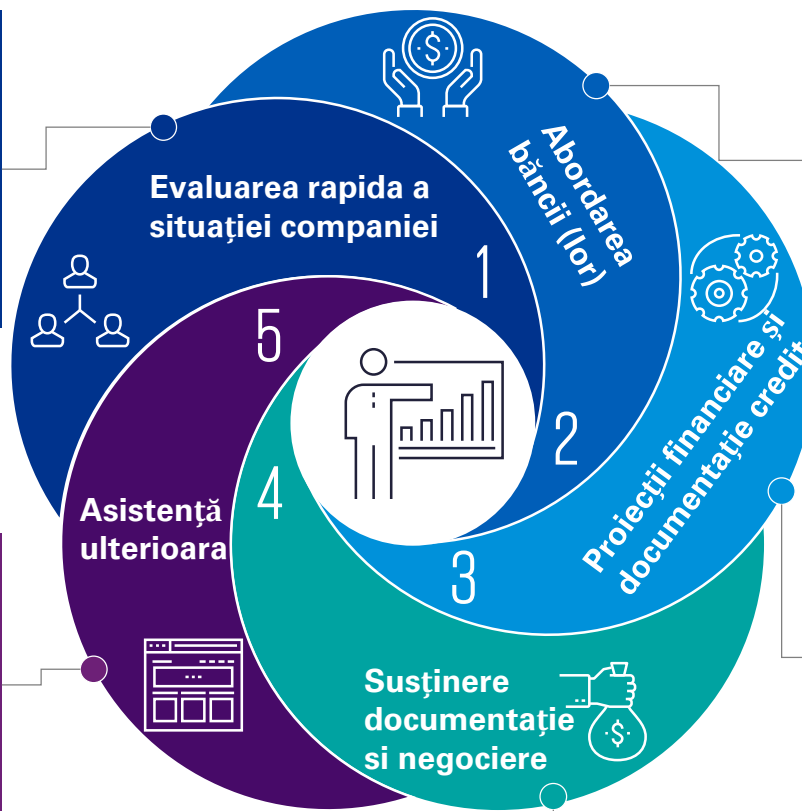 Evaluarea rapida a
situației companiei
1
Abordarea
băncii (lor)
2
Proiecții financiare și
documentație credit
3
Susținere
documentație
si negociere
4
Asistență
ulterioara
5